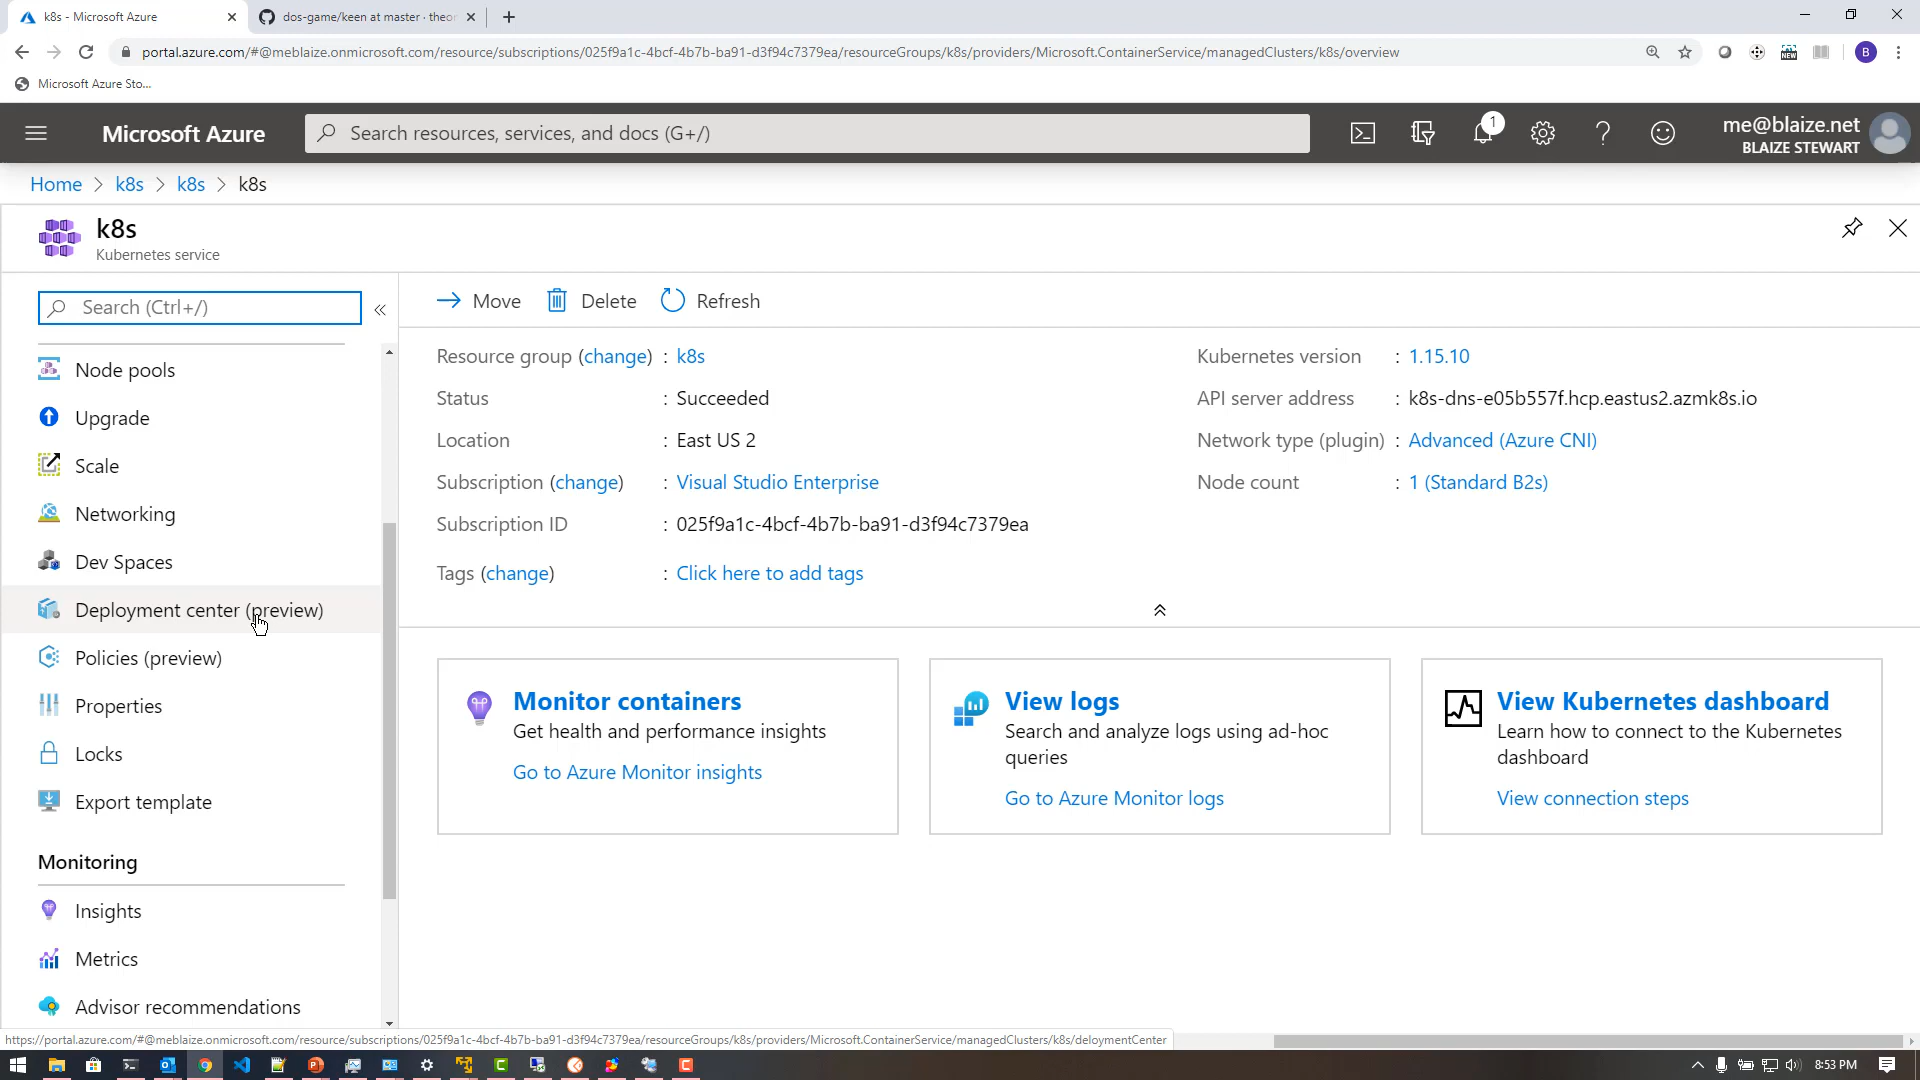 k8s - Microsoft Azure
dos-game/keen at master · theor
portal.azure.com/#@meblaize.onmicrosoft.com/resource/subscriptions/025f9a1c-4bcf-4b7b-ba91-d3f94c7379ea/resourceGroups/k8s/providers/Microsoft.ContainerService/managedClusters/k8s/overview
NEW
B
Microsoft Azure Sto...
Microsoft Azure
Search resources, services, and docs (G+/)
1
me@blaize.net
BLAIZE STEWART
Home > k8s > k8s > k8s
k8s
Kubernetes service
Search (Ctrl+/)
«
Node pools
Upgrade
Scale
Networking
Dev Spaces
Deployment center (preview)
Policies (preview)
Properties
Locks
Export template
Monitoring
Insights
Metrics
Advisor recommendations
Move
Delete
Refresh
Resource group (change) : k8s
Status : Succeeded
Location : East US 2
Subscription (change) : Visual Studio Enterprise
Subscription ID : 025f9a1c-4bcf-4b7b-ba91-d3f94c7379ea
Tags (change) : Click here to add tags
Kubernetes version : 1.15.10
API server address : k8s-dns-e05b557f.hcp.eastus2.azmk8s.io
Network type (plugin) : Advanced (Azure CNI)
Node count : 1 (Standard B2s)
Monitor containers
Get health and performance insights
Go to Azure Monitor insights
View logs
Search and analyze logs using ad-hoc
queries
Go to Azure Monitor logs
View Kubernetes dashboard
Learn how to connect to the Kubernetes
dashboard
View connection steps
https://portal.azure.com/#@meblaize.onmicrosoft.com/resource/subscriptions/025f9a1c-4bcf-4b7b-ba91-d3f94c7379ea/resourceGroups/k8s/providers/Microsoft.ContainerService/managedClusters/k8s/deloymentCenter
8:53 PM